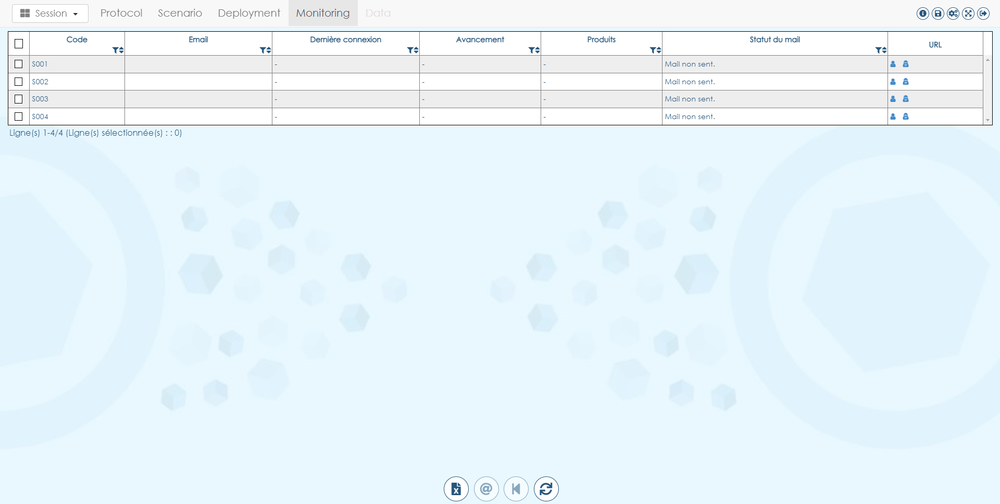 Session Protocol Scenario Deployment Monitoring Data
Code Email Dernière connexion Avancement Produits Statut du mail URL
S001 - - - Mail non sent.
S002 - - - Mail non sent.
S003 - - - Mail non sent.
S004 - - - Mail non sent.
Ligne(s) 1-4/4 (Ligne(s) sélectionnée(s) : : 0)